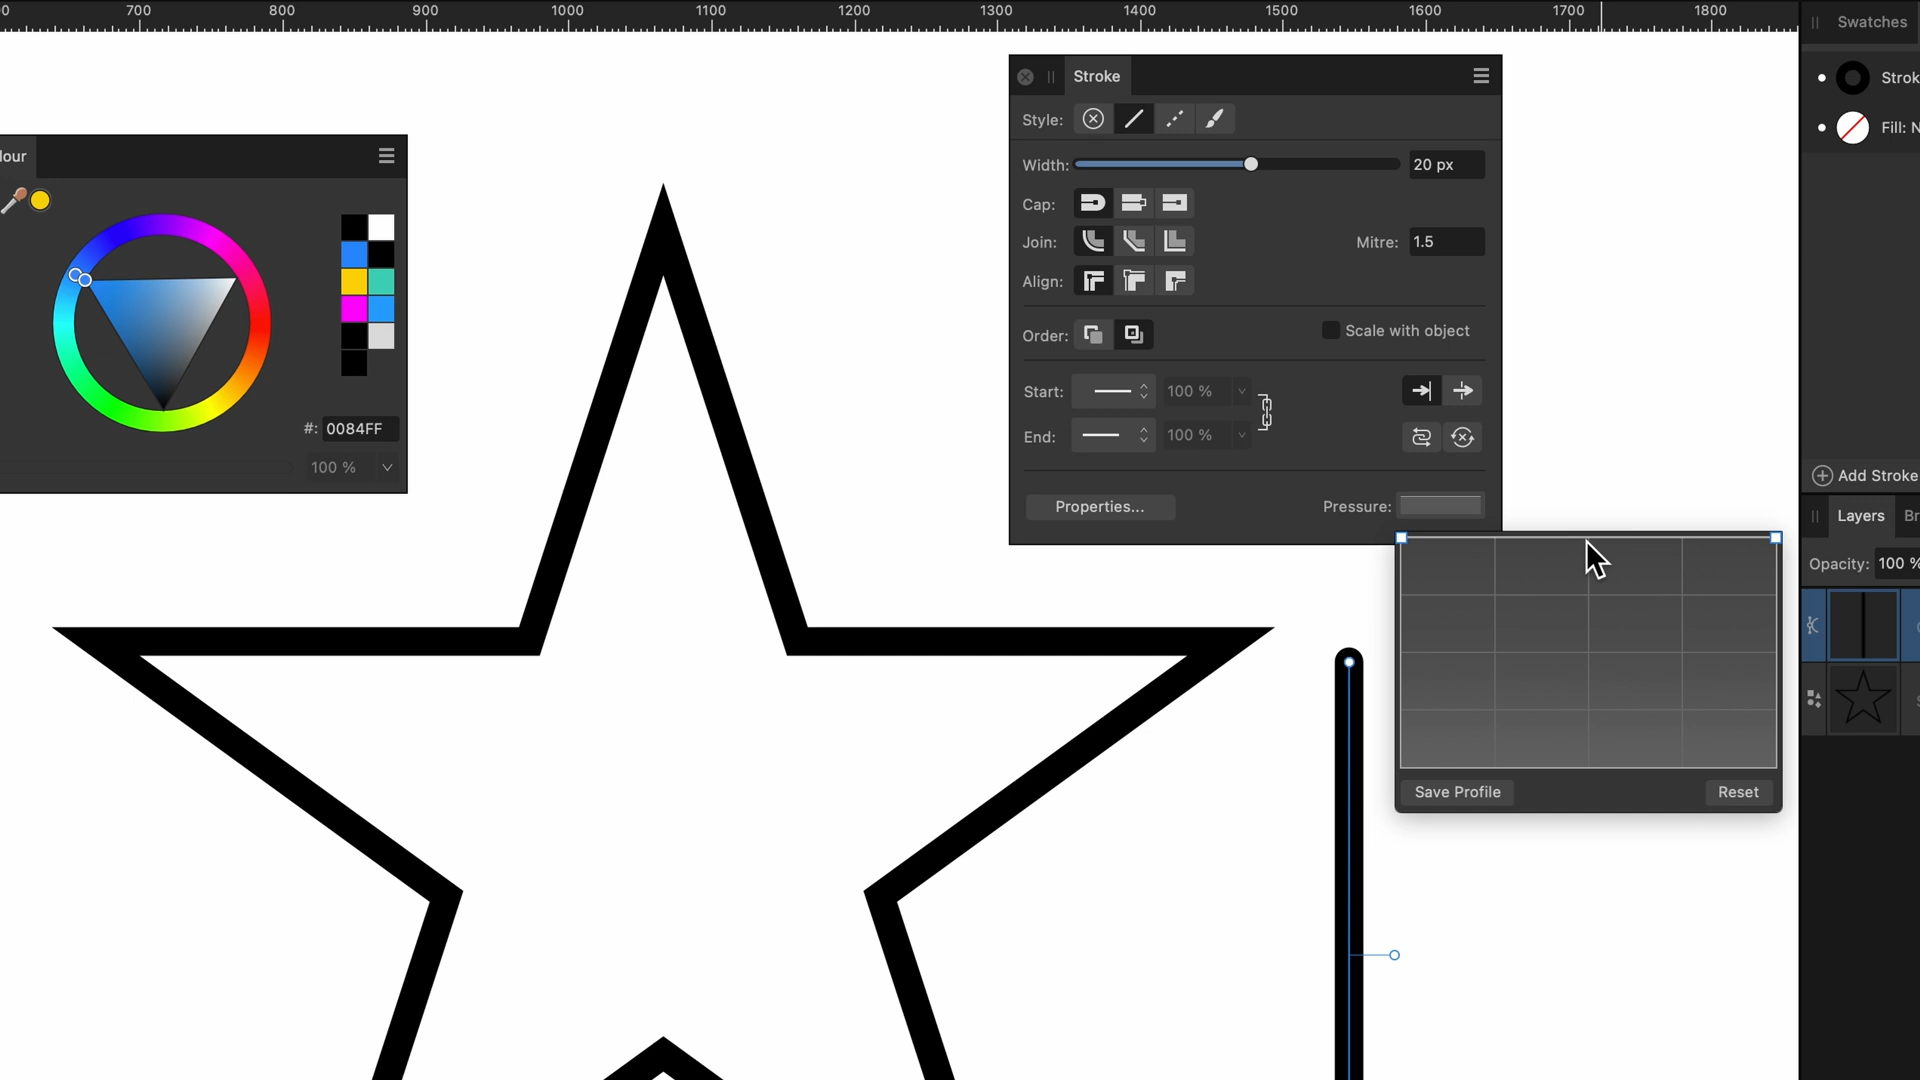 700 800 900 1000 1100 1200 1300 1400 1500 1600 1700 1800
Swatches
Stroke
Style:
Width: 20 px
Cap:
Join: Mitre: 1.5
Align:
Order: Scale with object
Start: 100 %
End: 100 %
Properties... Pressure:
Save Profile Reset
lour
#: 0084FF
100 %
Strok
Fill: N
Add Stroke
Layers Br
Opacity: 100 %